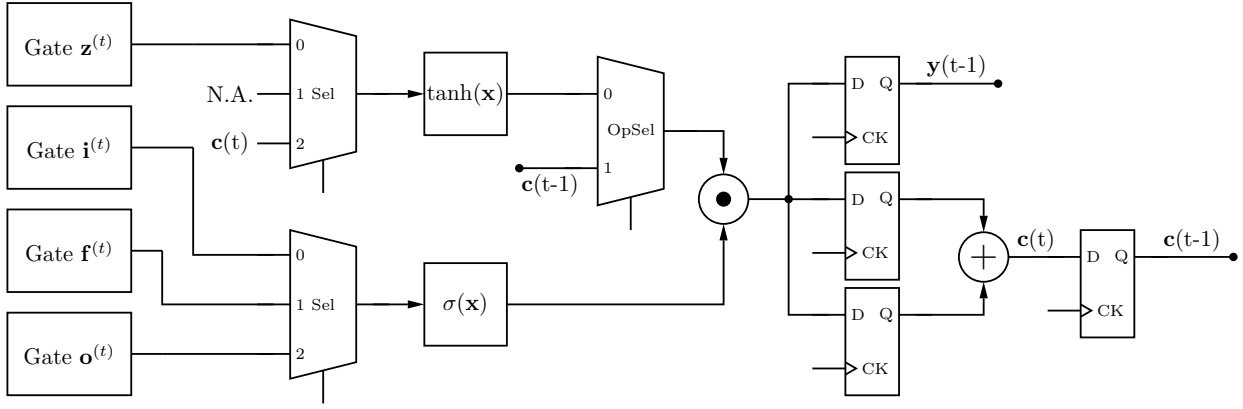 Gate z^(t)
Gate i^(t)
Gate f^(t)
Gate o^(t)
N.A.
c(t)
0
1 Sel
2
tanh(x)
0
OpSel
1
c(t-1)
0
1 Sel
2
σ(x)
D Q
CK
y(t-1)
D Q
CK
D Q
CK
c(t)
D Q
CK
c(t-1)